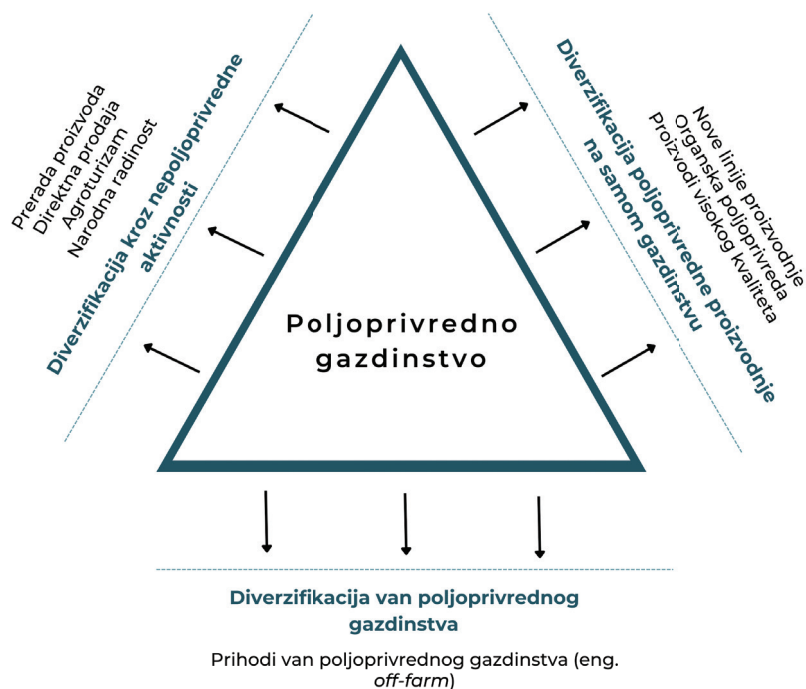 Prerada proizvoda
Direktna prodaja
Agroturizam
Narodna radinost
Diverzifikacija kroz nepoljoprivredne
aktivnosti
Nove linije proizvodnje
Organska poljoprivreda
Proizvodi visokog kvaliteta
Diverzifikacija poljoprivredne proizvodnje
na samom gazdinstvu
Poljoprivredno
gazdinstvo
Diverzifikacija van poljoprivrednog
gazdinstva
Prihodi van poljoprivrednog gazdinstva (eng.
off-farm)